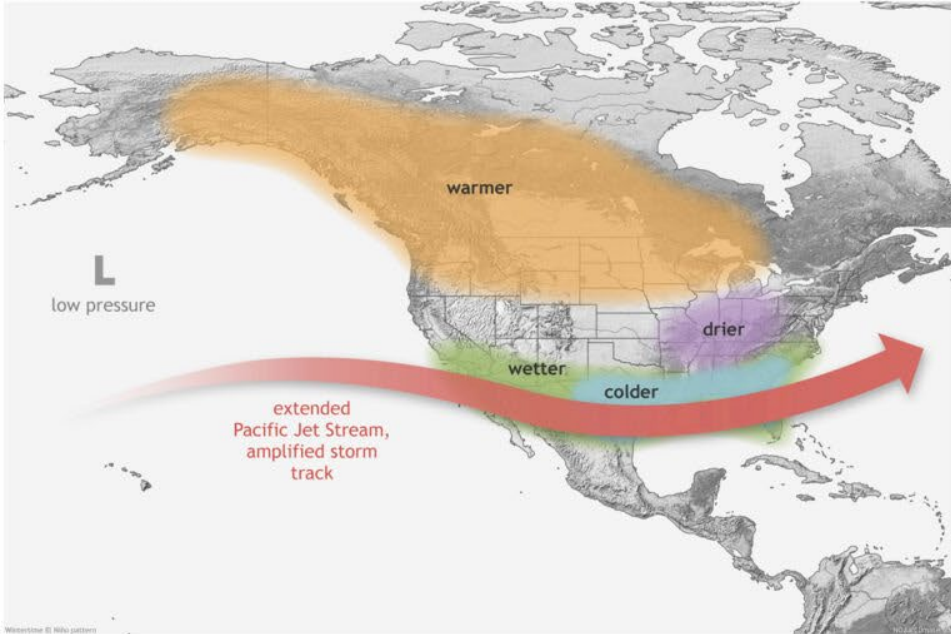 warmer
L
low pressure
drier
wetter
colder
extended
Pacific Jet Stream,
amplified storm
track
Wintertime El Niño pattern